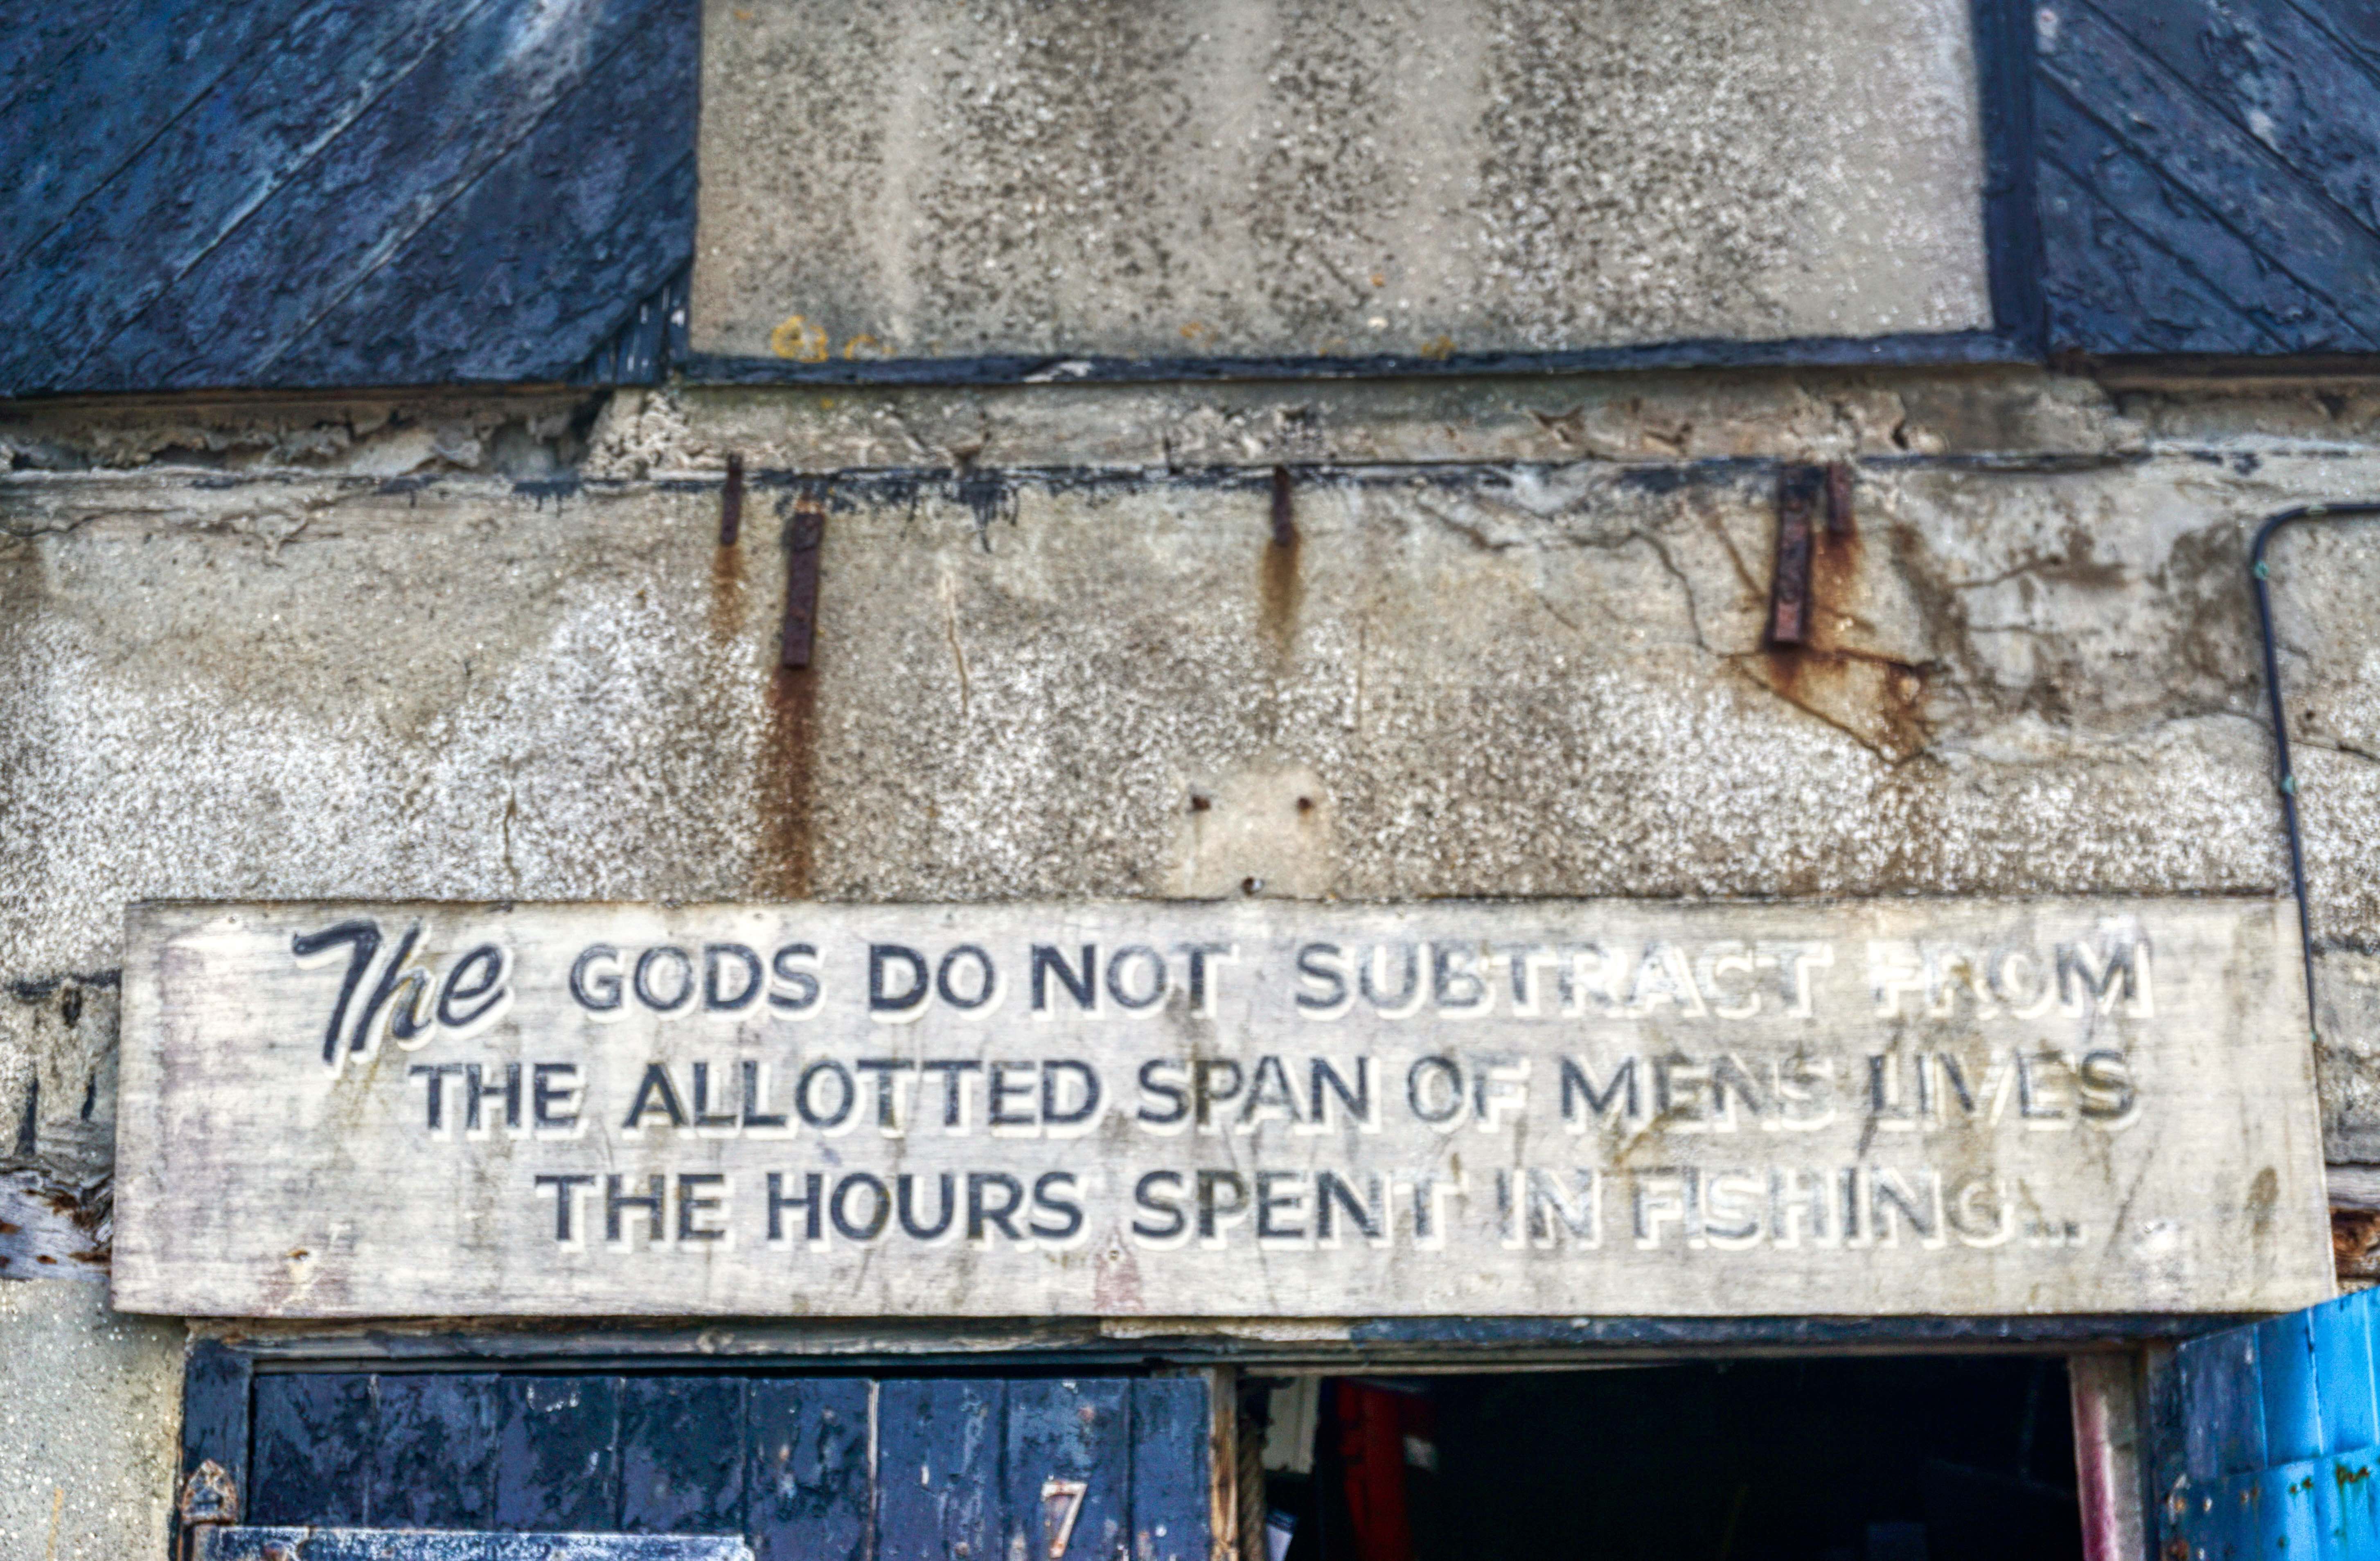 The GODS DO NOT SUBTRACT FROM
THE ALLOTTED SPAN OF MENS LIVES
THE HOURS SPENT IN FISHING...
7